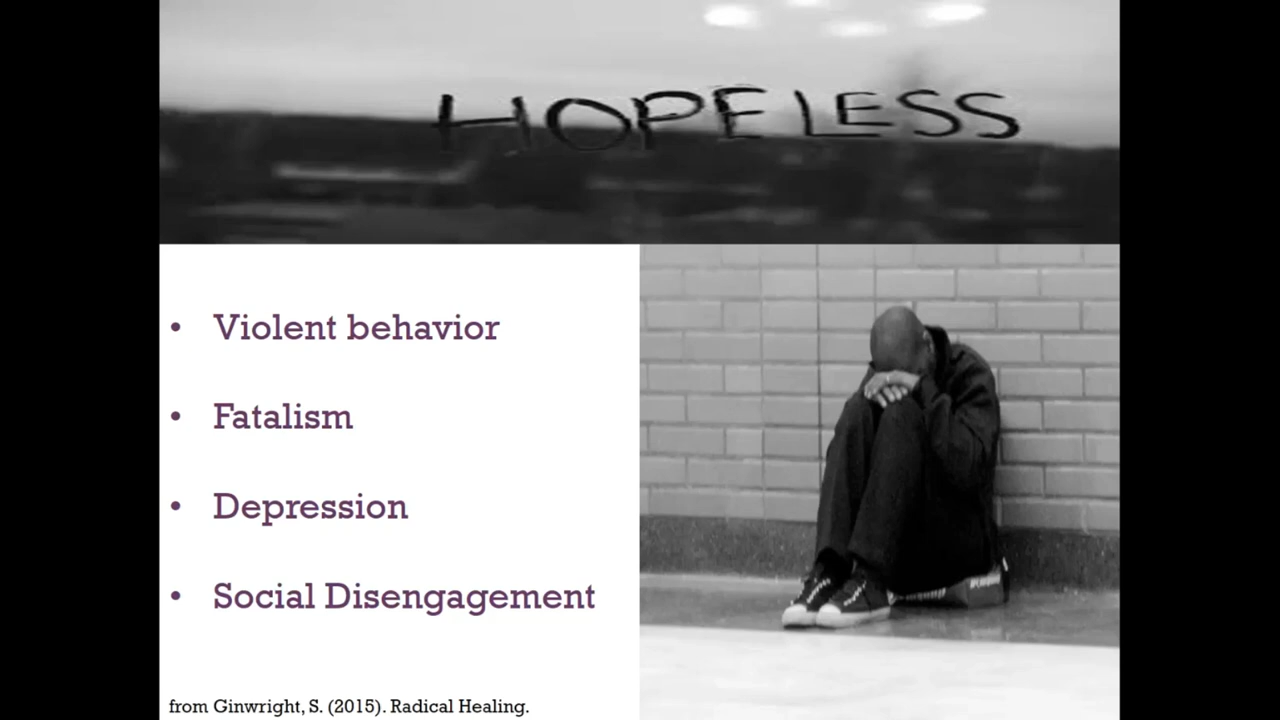 HOPELESS
• Violent behavior
• Fatalism
• Depression
• Social Disengagement
from Ginwright, S. (2015). Radical Healing.